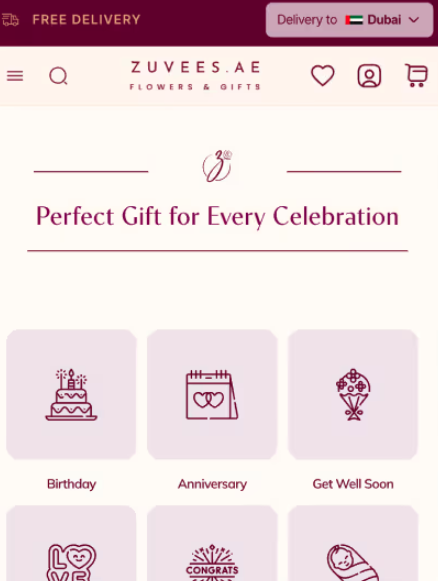 FREE DELIVERY
Delivery to Dubai
ZUVEES.AE
FLOWERS & GIFTS
Perfect Gift for Every Celebration
Birthday
Anniversary
Get Well Soon
LOVE
CONGRATS